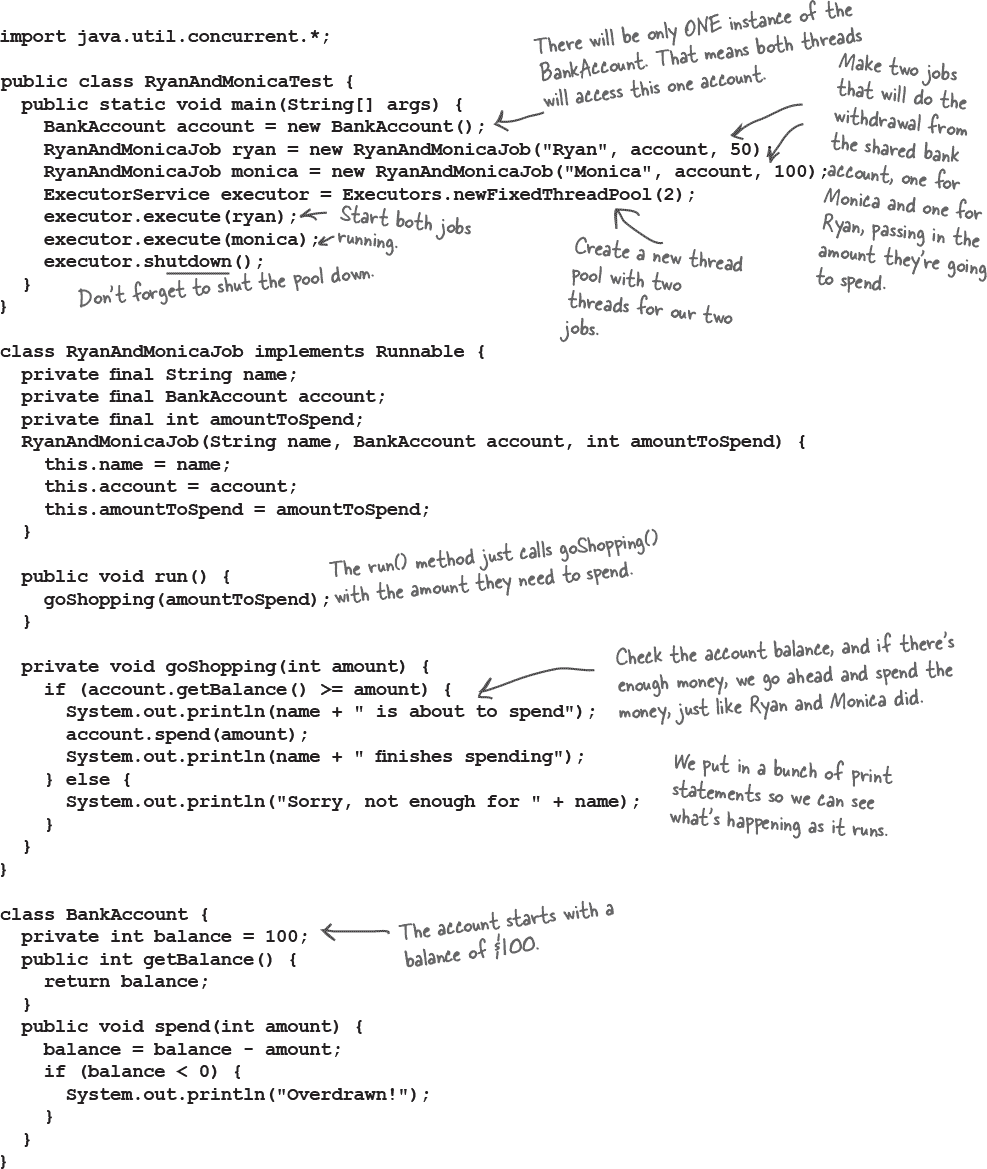 import java.util.concurrent.*;
public class RyanAndMonicaTest {
public static void main(String[] args) {
BankAccount account = new BankAccount();
RyanAndMonicaJob ryan = new RyanAndMonicaJob("Ryan", account, 50);
RyanAndMonicaJob monica = new RyanAndMonicaJob("Monica", account, 100);
ExecutorService executor = Executors.newFixedThreadPool(2);
executor.execute(ryan);
executor.execute(monica);
executor.shutdown();
}
}
There will be only ONE instance of the
BankAccount. That means both threads
will access this one account.
Make two jobs
that will do the
withdrawal from
the shared bank
account, one for
Monica and one for
Ryan, passing in the
amount they're going
to spend.
Start both jobs
running.
Don't forget to shut the pool down.
Create a new thread
pool with two
threads for our two
jobs.
class RyanAndMonicaJob implements Runnable {
private final String name;
private final BankAccount account;
private final int amountToSpend;
RyanAndMonicaJob(String name, BankAccount account, int amountToSpend) {
this.name = name;
this.account = account;
this.amountToSpend = amountToSpend;
}
public void run() {
goShopping(amountToSpend);
}
The run() method just calls goShopping()
with the amount they need to spend.
private void goShopping(int amount) {
if (account.getBalance() >= amount) {
System.out.println(name + " is about to spend");
account.spend(amount);
System.out.println(name + " finishes spending");
} else {
System.out.println("Sorry, not enough for " + name);
}
}
}
Check the account balance, and if there's
enough money, we go ahead and spend the
money, just like Ryan and Monica did.
We put in a bunch of print
statements so we can see
what's happening as it runs.
class BankAccount {
private int balance = 100;
public int getBalance() {
return balance;
}
public void spend(int amount) {
balance = balance - amount;
if (balance < 0) {
System.out.println("Overdrawn!");
}
}
}
The account starts with a
balance of $100.